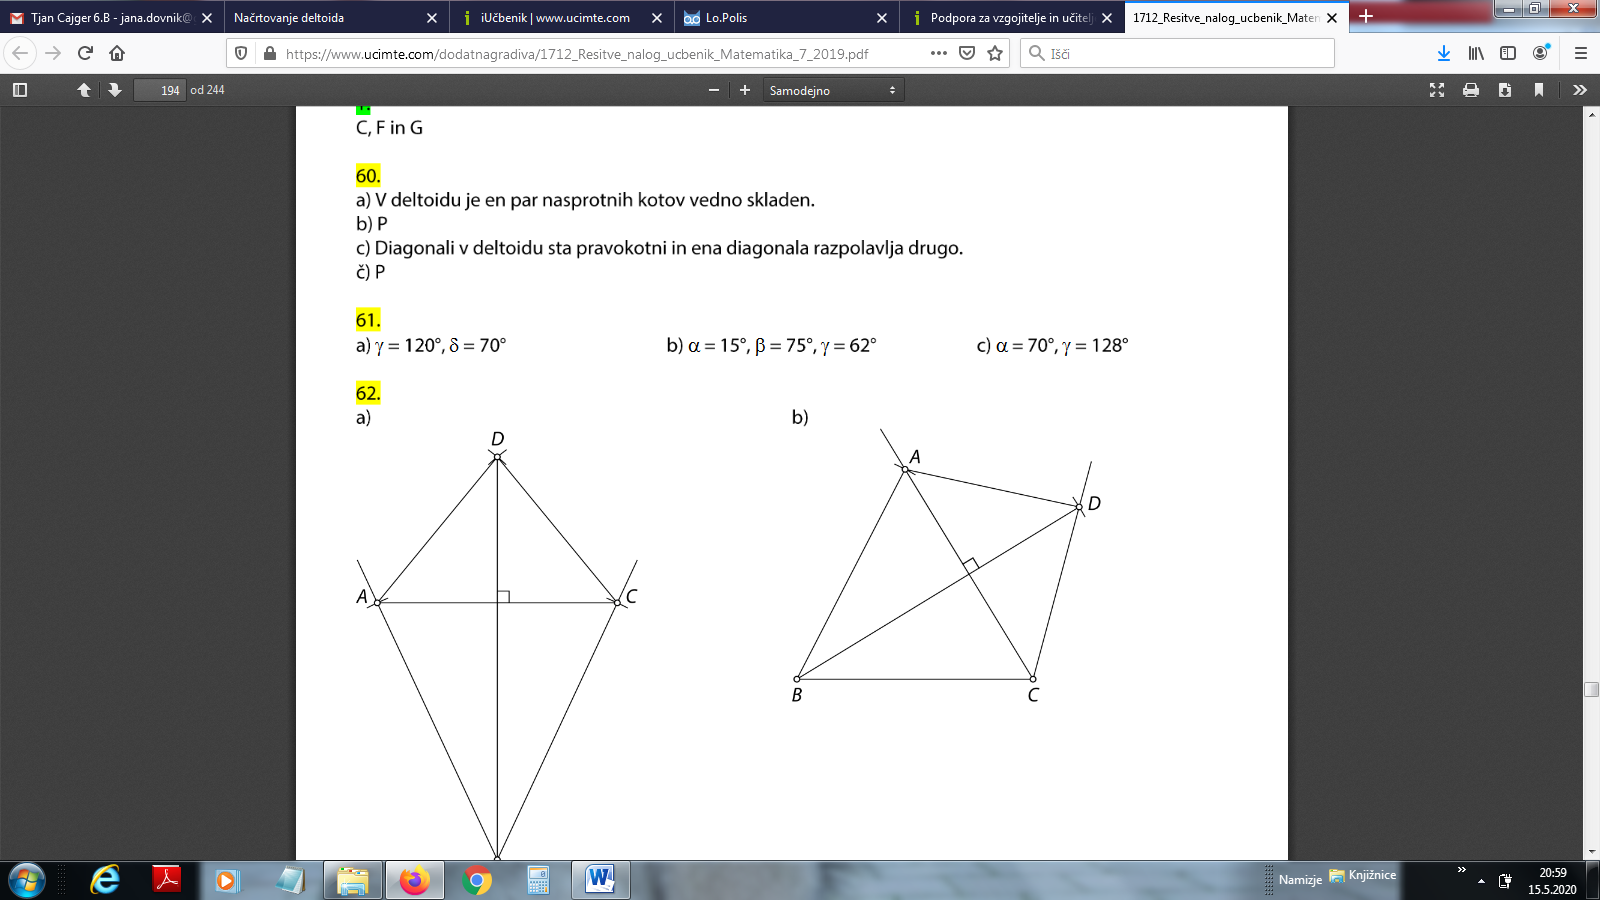 Tjan Cajger 6.B - jana.dovnik@
Načrtovanje deltoida
iUčbenik | www.ucimte.com
Lo.Polis
Podpora za vzgojitelje in učitelj
1712_Resitve_nalog_ucbenik_Matem
https://www.ucimte.com/dodatnagradiva/1712_Resitve_nalog_ucbenik_Matematika_7_2019.pdf
Išči
194 od 244
Samodejno
C, F in G
60.
a) V deltoidu je en par nasprotnih kotov vedno skladen.
b) P
c) Diagonali v deltoidu sta pravokotni in ena diagonala razpolavlja drugo.
č) P
61.
a) γ = 120°, δ = 70° b) α = 15°, β = 75°, γ = 62° c) α = 70°, γ = 128°
62.
a) b)
D
A
D
A C
B C
Namizje Knjižnice
20:59
15.5.2020